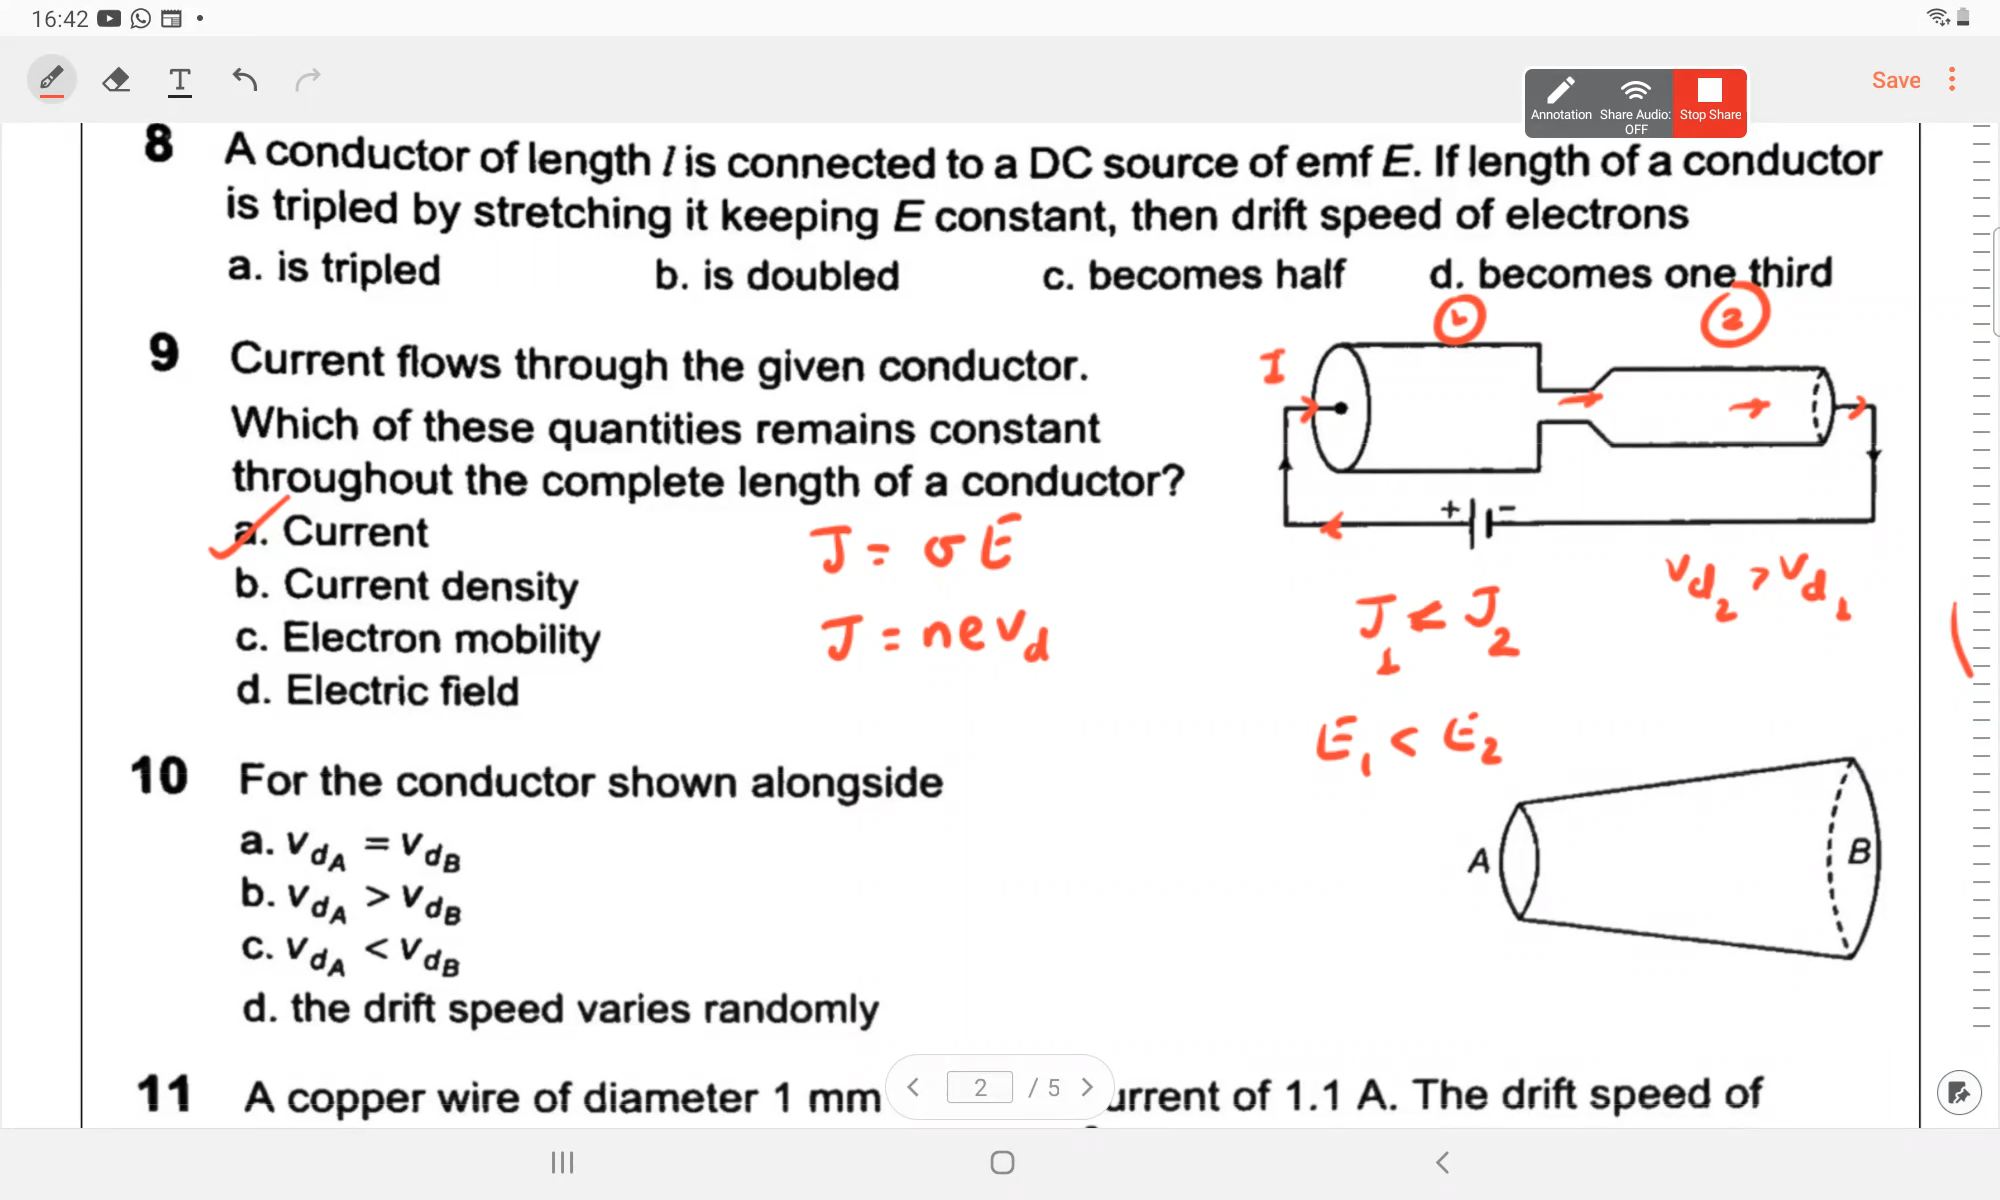 16:42
T
Annotation Share Audio: OFF Stop Share
Save
8 A conductor of length l is connected to a DC source of emf E. If length of a conductor
is tripled by stretching it keeping E constant, then drift speed of electrons
a. is tripled b. is doubled c. becomes half d. becomes one third
9 Current flows through the given conductor.
Which of these quantities remains constant
throughout the complete length of a conductor?
a. Current
b. Current density
c. Electron mobility
d. Electric field
I
2
+ −
J = σE
J = nevd
J1 < J2
vd2 > vd1
E1 < E2
10 For the conductor shown alongside
a. vdA = vdB
b. vdA > vdB
c. vdA < vdB
d. the drift speed varies randomly
A B
11 A copper wire of diameter 1 mm urrent of 1.1 A. The drift speed of
2 / 5